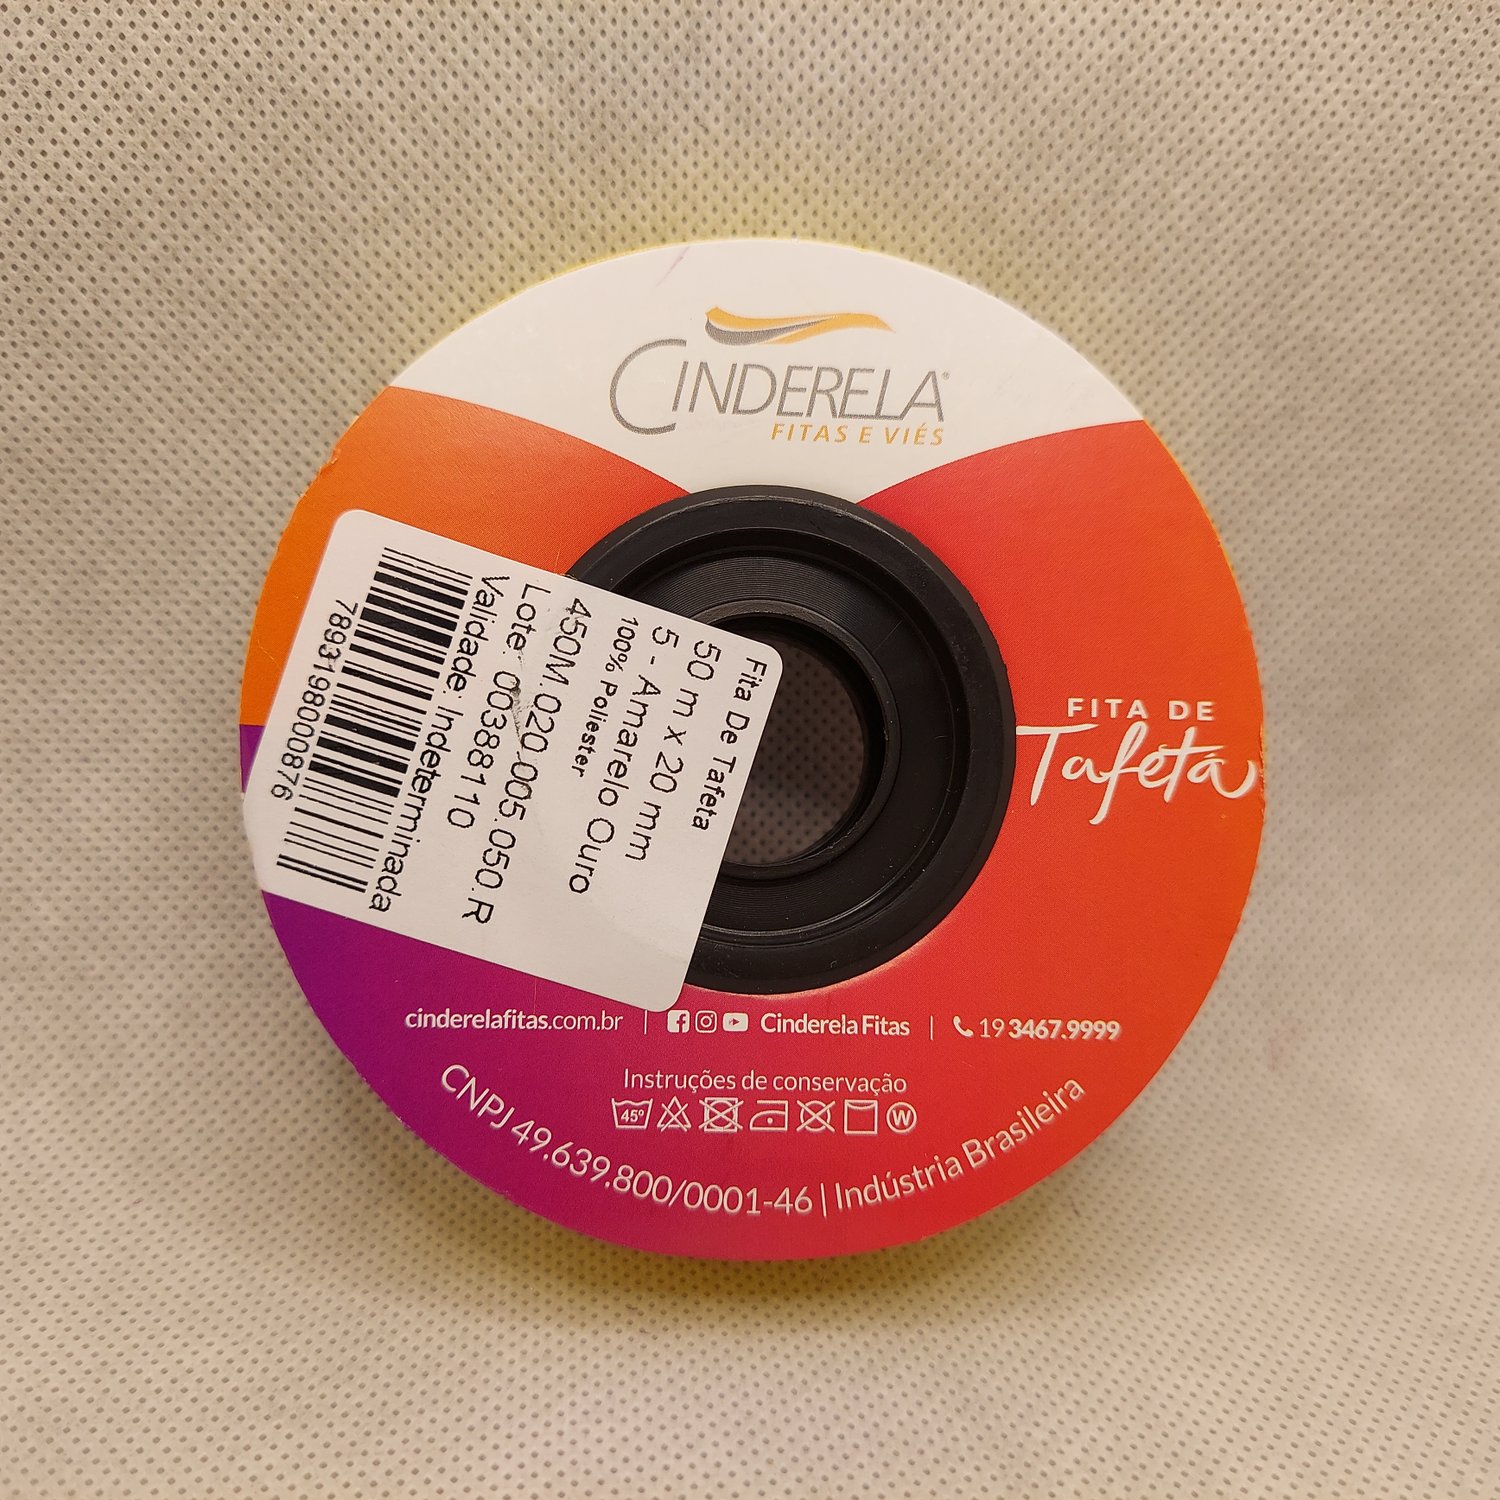 CINDERELA®
FITAS E VIÉS
FITA DE
Tafetá
Fita De Tafeta
50 m x 20 mm
5 - Amarelo Ouro
100% Poliester
450M.020.005.050.R
Lote: 00388110
Validade: Indeterminada
7893198000876
cinderelafitas.com.br | Cinderela Fitas | 19 3467.9999
Instruções de conservação
45° W
CNPJ 49.639.800/0001-46 | Indústria Brasileira